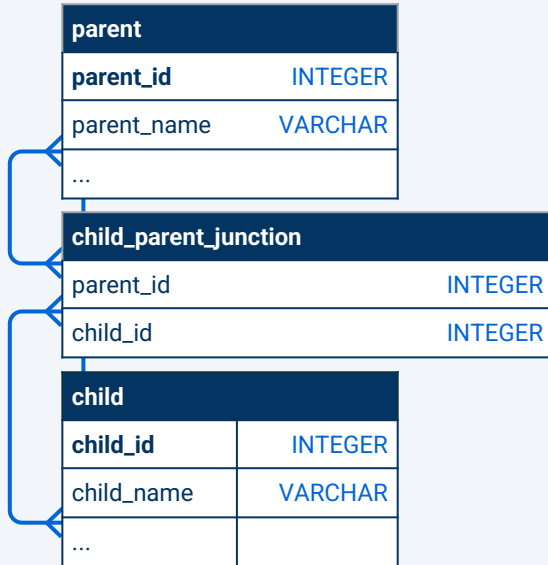 parent
parent_id INTEGER
parent_name VARCHAR
...
child_parent_junction
parent_id INTEGER
child_id INTEGER
child
child_id INTEGER
child_name VARCHAR
...